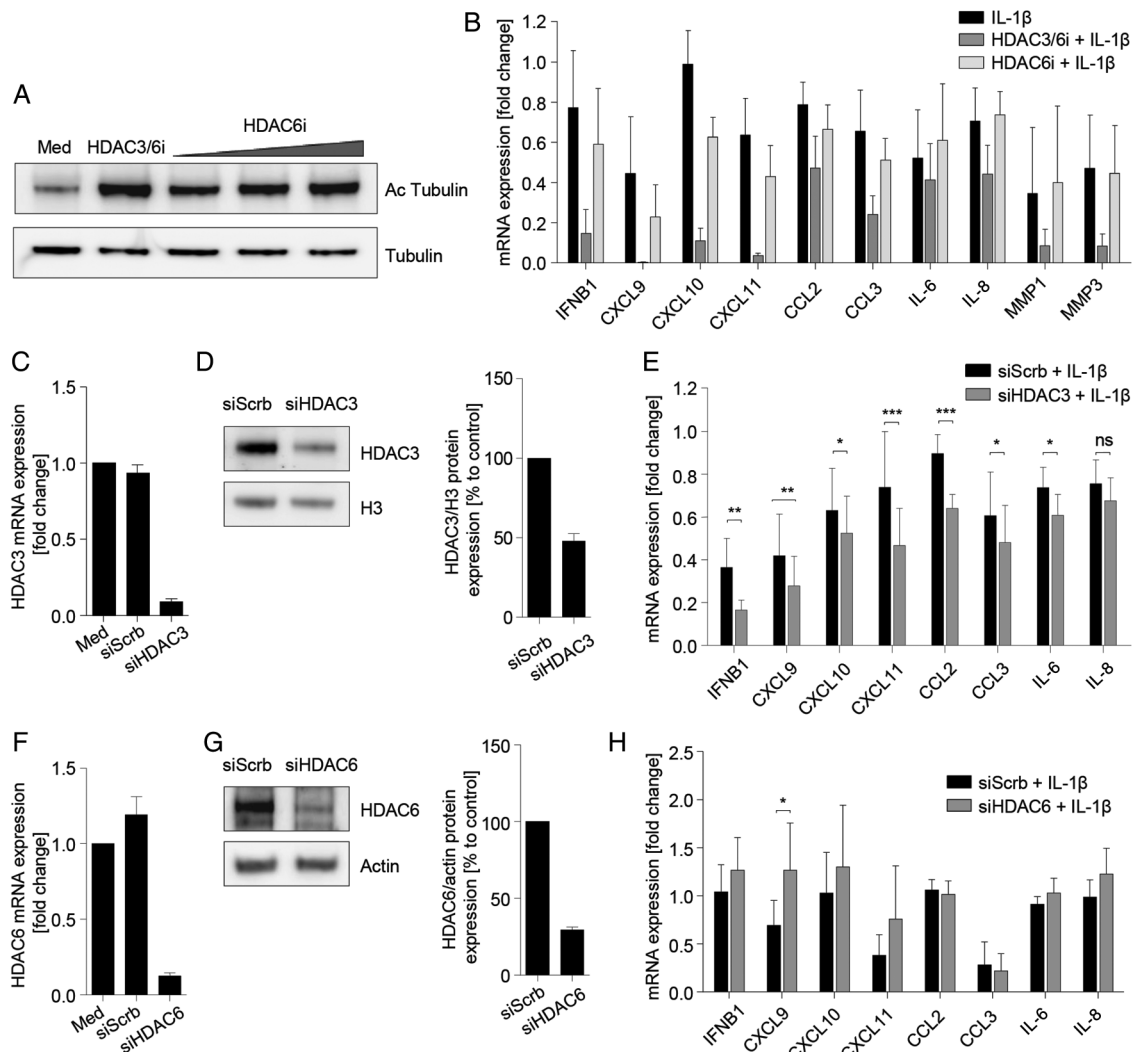 A
Med HDAC3/6i HDAC6i
Ac Tubulin
Tubulin
B
mRNA expression [fold change]
1.2
1.0
0.8
0.6
0.4
0.2
0.0
IL-1β
HDAC3/6i + IL-1β
HDAC6i + IL-1β
IFNB1 CXCL9 CXCL10 CXCL11 CCL2 CCL3 IL-6 IL-8 MMP1 MMP3
C
HDAC3 mRNA expression
[fold change]
1.5
1.0
0.5
0.0
Med siScrb siHDAC3
D
siScrb siHDAC3
HDAC3
H3
HDAC3/H3 protein
expression [% to control]
150
100
50
0
siScrb siHDAC3
E
mRNA expression [fold change]
1.2
1.0
0.8
0.6
0.4
0.2
0.0
siScrb + IL-1β
siHDAC3 + IL-1β
** ** * *** *** * * ns
IFNB1 CXCL9 CXCL10 CXCL11 CCL2 CCL3 IL-6 IL-8
F
HDAC6 mRNA expression
[fold change]
1.5
1.0
0.5
0.0
Med siScrb siHDAC6
G
siScrb siHDAC6
HDAC6
Actin
HDAC6/actin protein
expression [% to control]
150
100
50
0
siScrb siHDAC6
H
mRNA expression [fold change]
2.5
2.0
1.5
1.0
0.5
0.0
siScrb + IL-1β
siHDAC6 + IL-1β
*
IFNB1 CXCL9 CXCL10 CXCL11 CCL2 CCL3 IL-6 IL-8